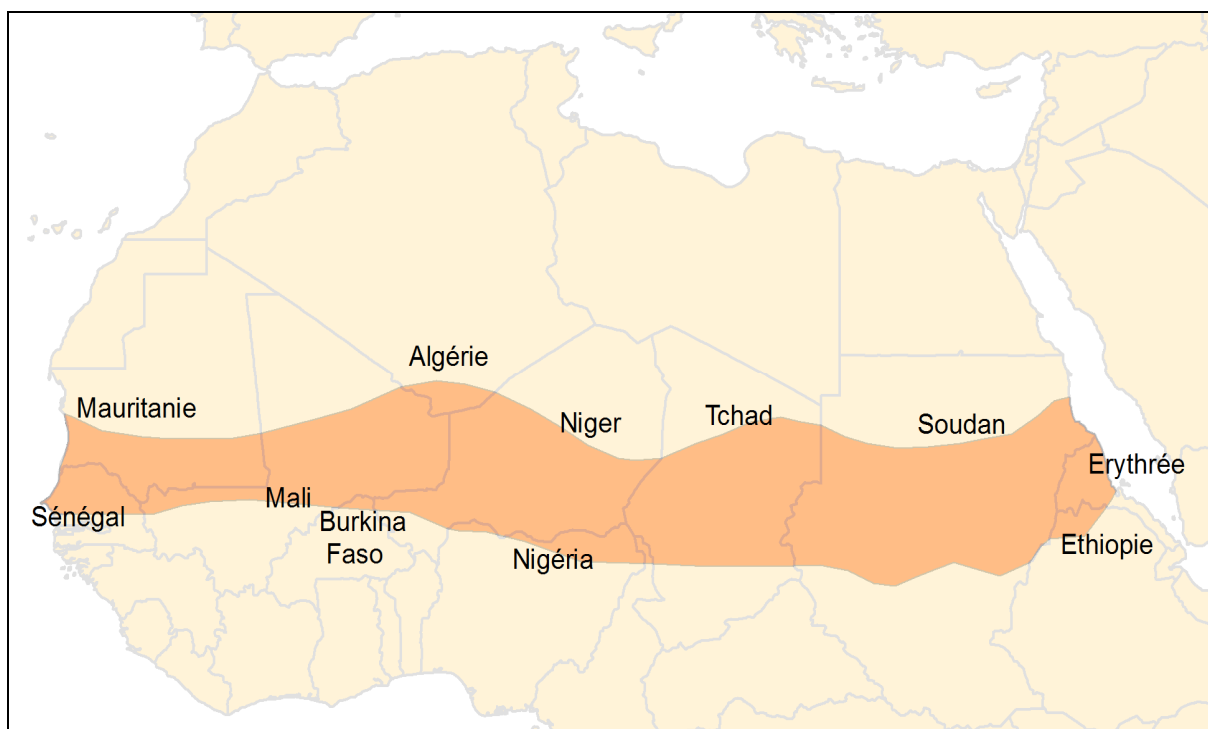 Algérie
Mauritanie
Niger
Tchad
Soudan
Erythrée
Sénégal
Mali
Burkina
Faso
Nigéria
Ethiopie